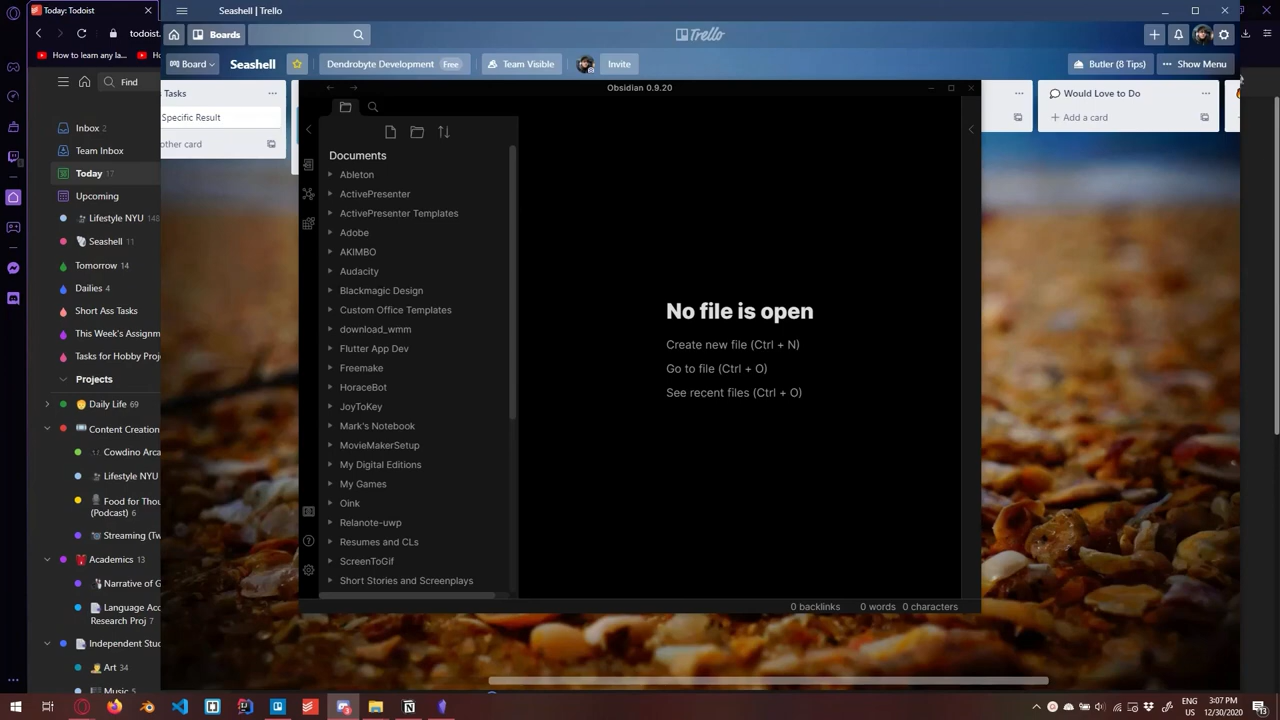 Today: Todoist
Seashell | Trello
todoist.
Boards
Trello
How to learn any la...
Ho
Board
Seashell
Dendrobyte Development Free
Team Visible
Invite
Butler (8 Tips)
Show Menu
Find
Tasks
Specific Result
other card
Would Love to Do
Add a card
Obsidian 0.9.20
Inbox 2
Team Inbox
Today 17
Upcoming
Lifestyle NYU 148
Seashell 11
Tomorrow 14
Dailies 4
Short Ass Tasks
This Week's Assignm
Tasks for Hobby Proj
Projects
Daily Life 69
Content Creation
Cowdino Arca
Lifestyle NYU
Food for Thou
(Podcast) 6
Streaming (Tw
Academics 13
Narrative of G
Language Acc
Research Proj 7
Independent Stud
Art 34
Music 5
Documents
Ableton
ActivePresenter
ActivePresenter Templates
Adobe
AKIMBO
Audacity
Blackmagic Design
Custom Office Templates
download_wmm
Flutter App Dev
Freemake
HoraceBot
JoyToKey
Mark's Notebook
MovieMakerSetup
My Digital Editions
My Games
Oink
Relanote-uwp
Resumes and CLs
ScreenToGif
Short Stories and Screenplays
No file is open
Create new file (Ctrl + N)
Go to file (Ctrl + O)
See recent files (Ctrl + O)
0 backlinks 0 words 0 characters
ENG
US
3:07 PM
12/30/2020